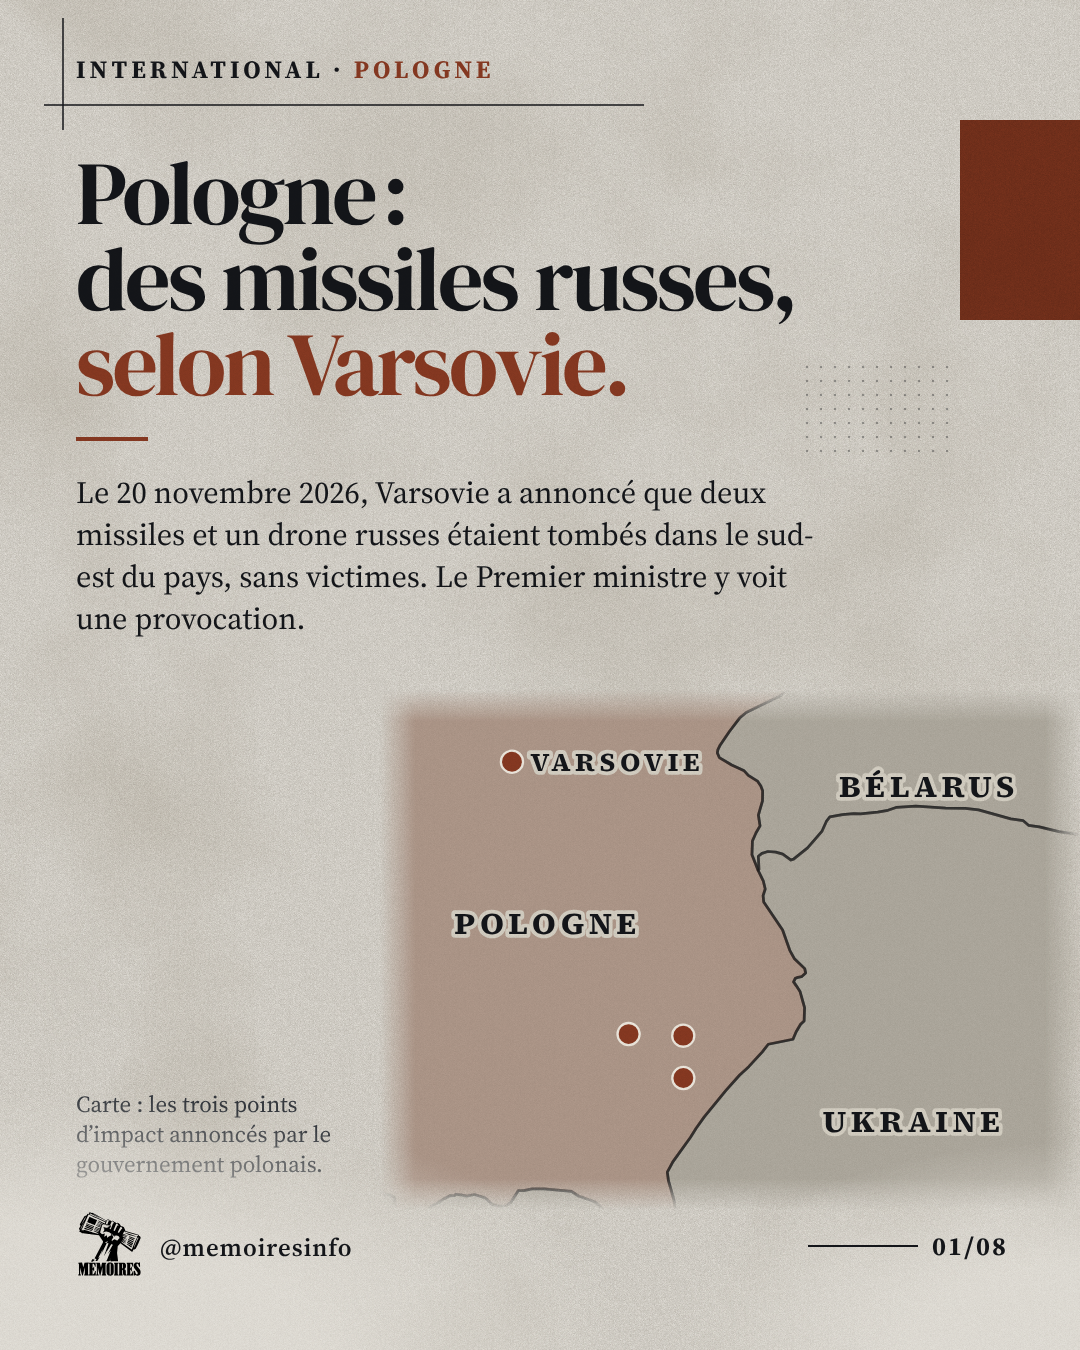 INTERNATIONAL · POLOGNE
Pologne :
des missiles russes,
selon Varsovie.
Le 20 novembre 2026, Varsovie a annoncé que deux
missiles et un drone russes étaient tombés dans le sud-
est du pays, sans victimes. Le Premier ministre y voit
une provocation.
VARSOVIE
BÉLARUS
POLOGNE
UKRAINE
Carte : les trois points
d’impact annoncés par le
gouvernement polonais.
MÉMOIRES
@memoiresinfo
01/08